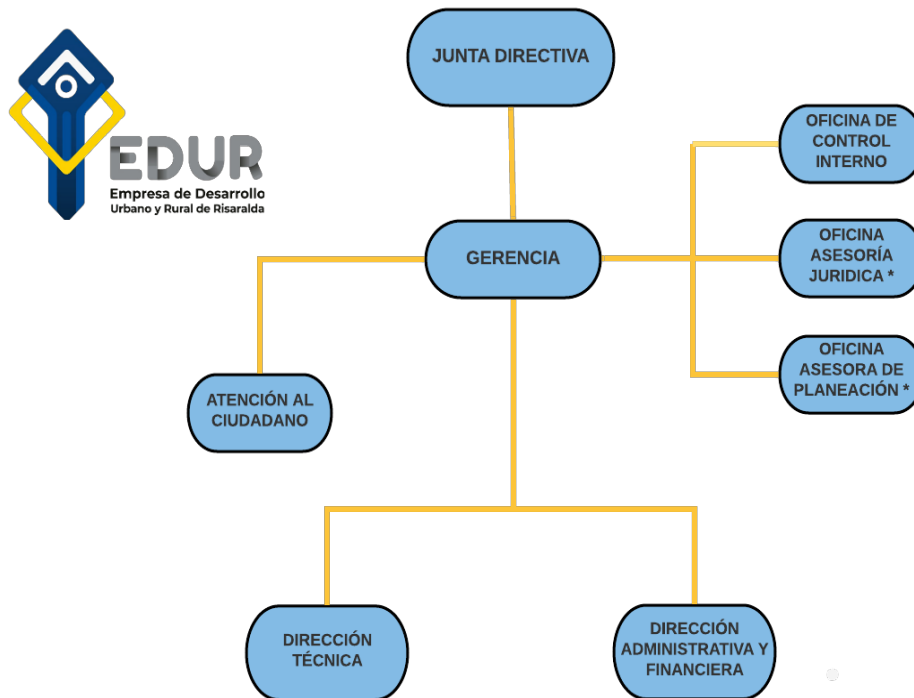 JUNTA DIRECTIVA
EDUR
Empresa de Desarrollo
Urbano y Rural de Risaralda
OFICINA DE
CONTROL
INTERNO
GERENCIA
OFICINA
ASESORÍA
JURIDICA *
OFICINA
ASESORA DE
PLANEACIÓN *
ATENCIÓN AL
CIUDADANO
DIRECCIÓN
TÉCNICA
DIRECCIÓN
ADMINISTRATIVA Y
FINANCIERA